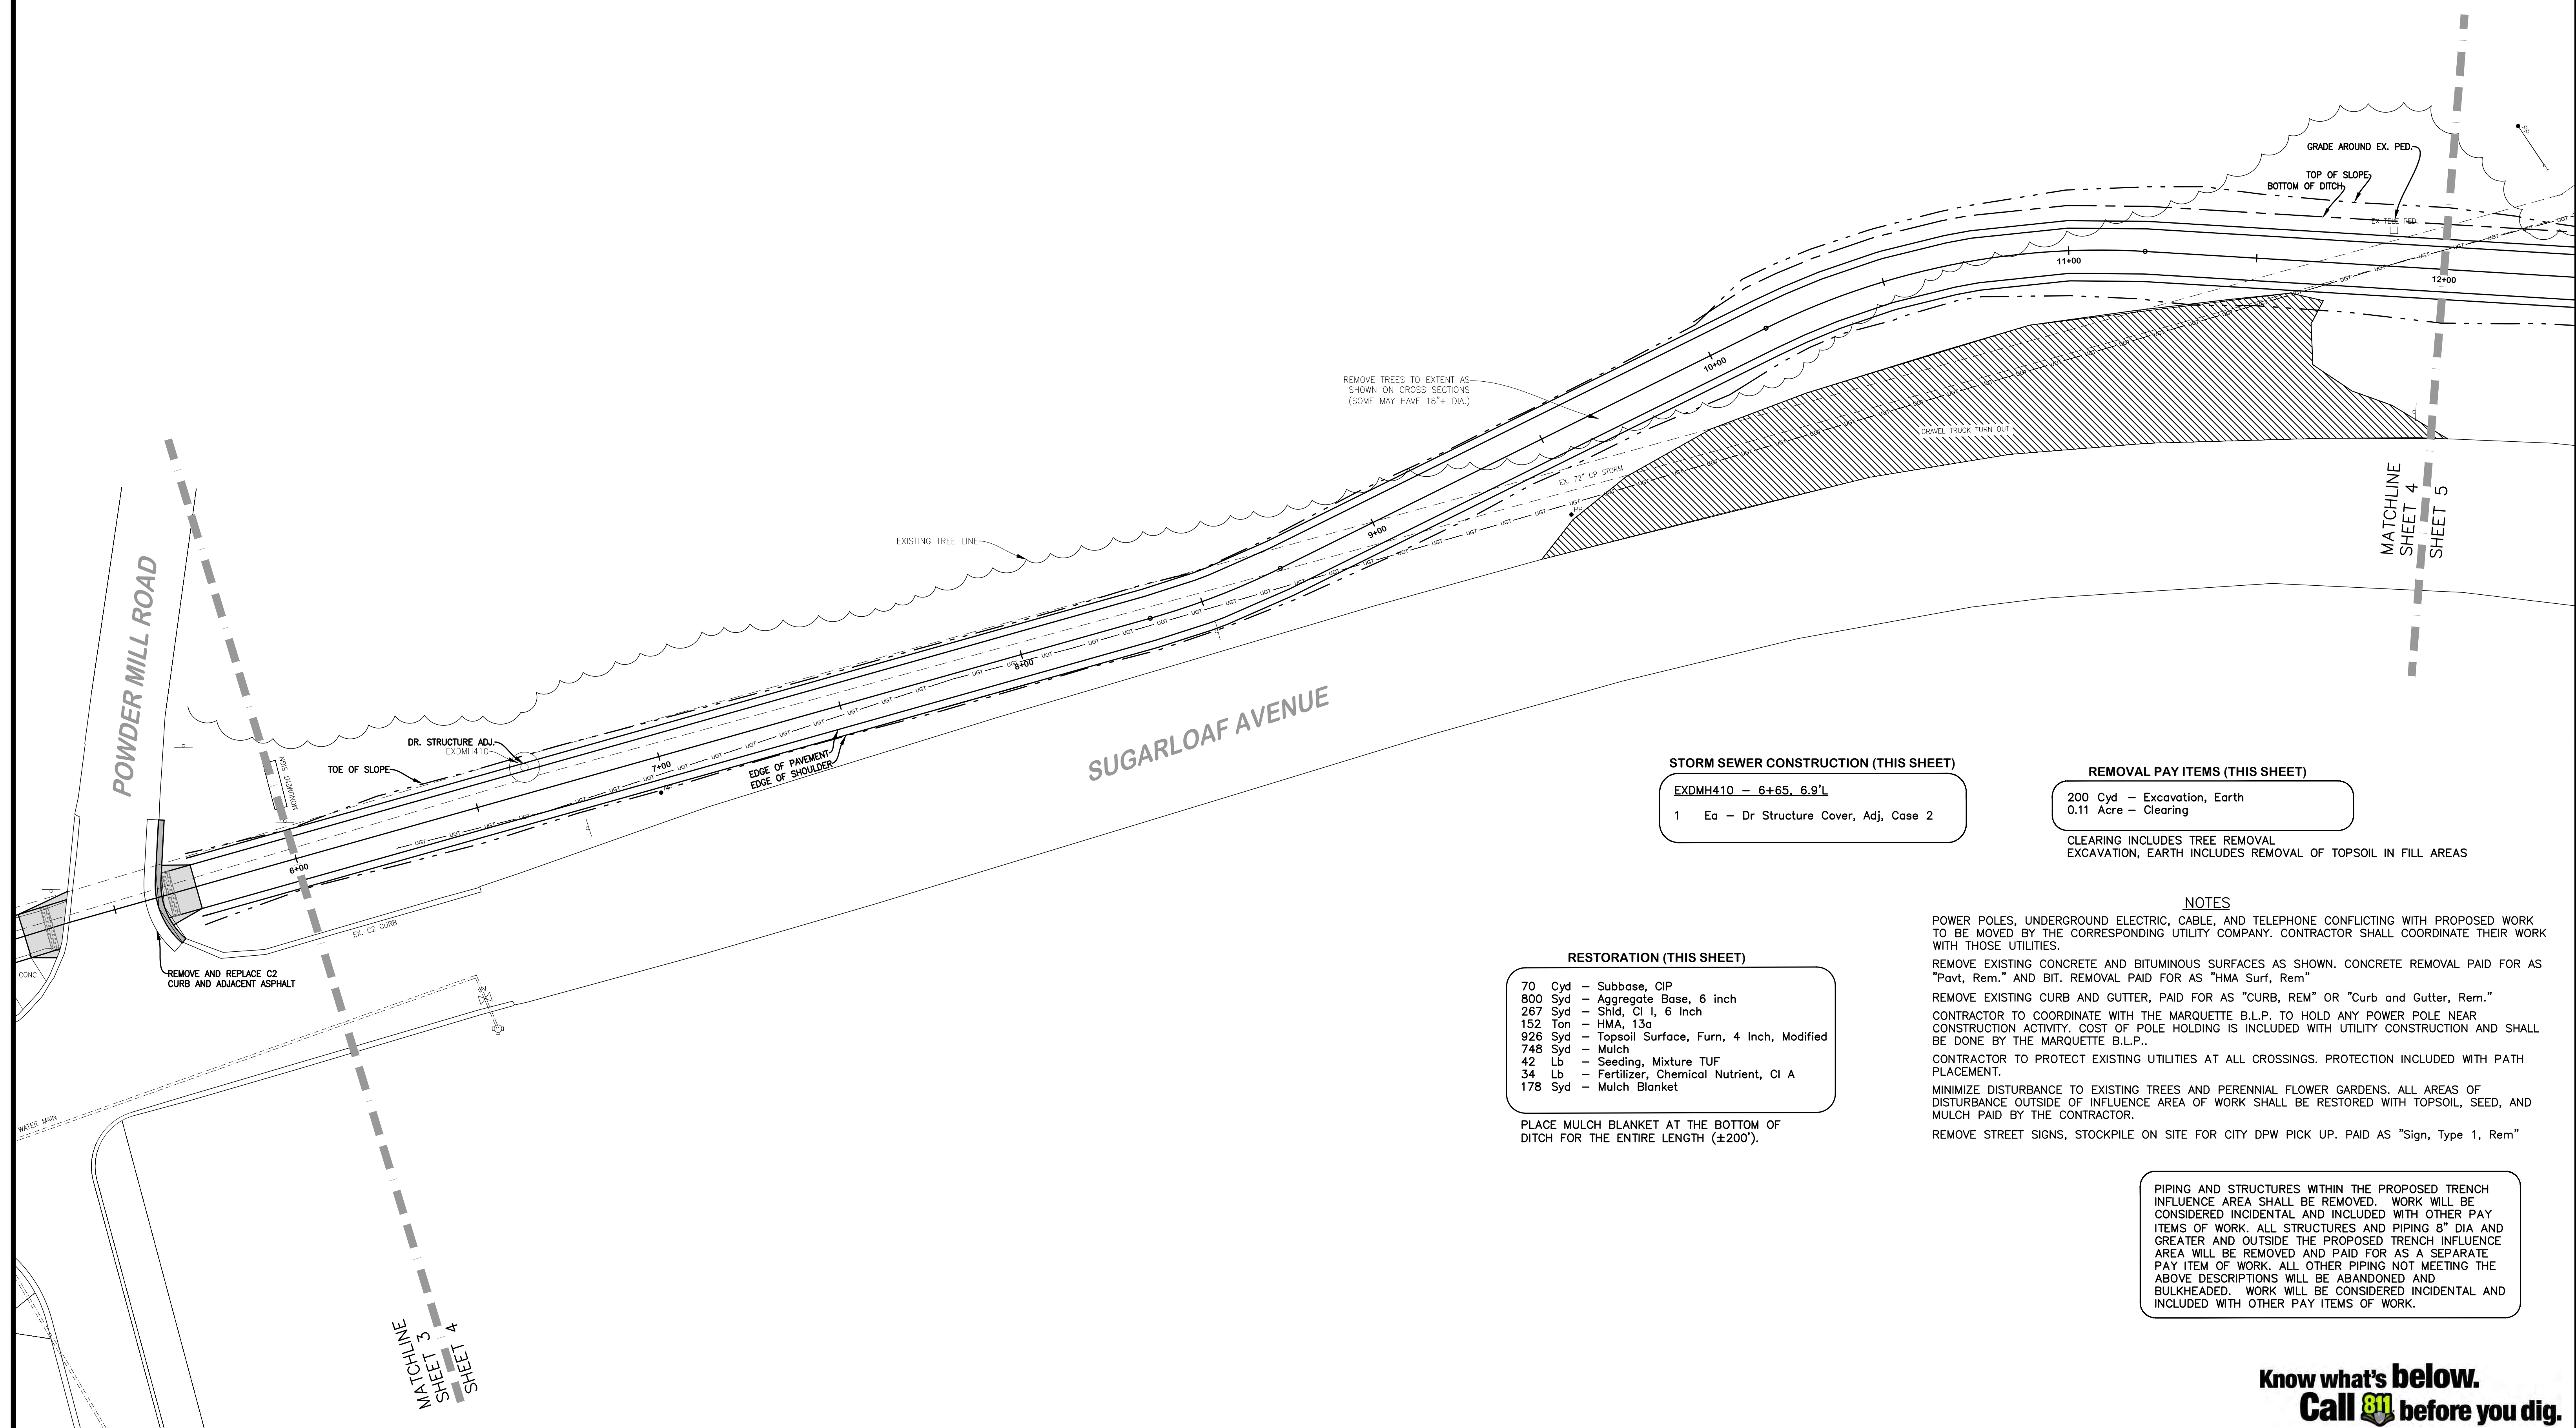 GRADE AROUND EX. PED.
TOP OF SLOPE
BOTTOM OF DITCH
EX TELE PED.
PP
11+00
12+00
10+00
REMOVE TREES TO EXTENT AS
SHOWN ON CROSS SECTIONS
(SOME MAY HAVE 18"+ DIA.)
GRAVEL TRUCK TURN OUT
EX. 72" CP STORM
PP
9+00
UGT
EXISTING TREE LINE
MATCHLINE
SHEET 4
SHEET 5
POWDER MILL ROAD
8+00
SUGARLOAF AVENUE
DR. STRUCTURE ADJ.
EXDMH410
TOE OF SLOPE
MONUMENT SIGN
7+00
EDGE OF PAVEMENT
EDGE OF SHOULDER
6+00
EX. C2 CURB
CONC.
REMOVE AND REPLACE C2
CURB AND ADJACENT ASPHALT
WV
WATER MAIN
MATCHLINE
SHEET 3
SHEET 4
STORM SEWER CONSTRUCTION (THIS SHEET)
EXDMH410 – 6+65, 6.9'L
1 Ea – Dr Structure Cover, Adj, Case 2
REMOVAL PAY ITEMS (THIS SHEET)
200 Cyd – Excavation, Earth
0.11 Acre – Clearing
CLEARING INCLUDES TREE REMOVAL
EXCAVATION, EARTH INCLUDES REMOVAL OF TOPSOIL IN FILL AREAS
RESTORATION (THIS SHEET)
70 Cyd – Subbase, CIP
800 Syd – Aggregate Base, 6 inch
267 Syd – Shld, Cl I, 6 Inch
152 Ton – HMA, 13a
926 Syd – Topsoil Surface, Furn, 4 Inch, Modified
748 Syd – Mulch
42 Lb – Seeding, Mixture TUF
34 Lb – Fertilizer, Chemical Nutrient, Cl A
178 Syd – Mulch Blanket
PLACE MULCH BLANKET AT THE BOTTOM OF
DITCH FOR THE ENTIRE LENGTH (±200').
NOTES
POWER POLES, UNDERGROUND ELECTRIC, CABLE, AND TELEPHONE CONFLICTING WITH PROPOSED WORK
TO BE MOVED BY THE CORRESPONDING UTILITY COMPANY. CONTRACTOR SHALL COORDINATE THEIR WORK
WITH THOSE UTILITIES.
REMOVE EXISTING CONCRETE AND BITUMINOUS SURFACES AS SHOWN. CONCRETE REMOVAL PAID FOR AS
"Pavt, Rem." AND BIT. REMOVAL PAID FOR AS "HMA Surf, Rem"
REMOVE EXISTING CURB AND GUTTER, PAID FOR AS "CURB, REM" OR "Curb and Gutter, Rem."
CONTRACTOR TO COORDINATE WITH THE MARQUETTE B.L.P. TO HOLD ANY POWER POLE NEAR
CONSTRUCTION ACTIVITY. COST OF POLE HOLDING IS INCLUDED WITH UTILITY CONSTRUCTION AND SHALL
BE DONE BY THE MARQUETTE B.L.P..
CONTRACTOR TO PROTECT EXISTING UTILITIES AT ALL CROSSINGS. PROTECTION INCLUDED WITH PATH
PLACEMENT.
MINIMIZE DISTURBANCE TO EXISTING TREES AND PERENNIAL FLOWER GARDENS. ALL AREAS OF
DISTURBANCE OUTSIDE OF INFLUENCE AREA OF WORK SHALL BE RESTORED WITH TOPSOIL, SEED, AND
MULCH PAID BY THE CONTRACTOR.
REMOVE STREET SIGNS, STOCKPILE ON SITE FOR CITY DPW PICK UP. PAID AS "Sign, Type 1, Rem"
PIPING AND STRUCTURES WITHIN THE PROPOSED TRENCH
INFLUENCE AREA SHALL BE REMOVED. WORK WILL BE
CONSIDERED INCIDENTAL AND INCLUDED WITH OTHER PAY
ITEMS OF WORK. ALL STRUCTURES AND PIPING 8" DIA AND
GREATER AND OUTSIDE THE PROPOSED TRENCH INFLUENCE
AREA WILL BE REMOVED AND PAID FOR AS A SEPARATE
PAY ITEM OF WORK. ALL OTHER PIPING NOT MEETING THE
ABOVE DESCRIPTIONS WILL BE ABANDONED AND
BULKHEADED. WORK WILL BE CONSIDERED INCIDENTAL AND
INCLUDED WITH OTHER PAY ITEMS OF WORK.
Know what's below.
Call 811 before you dig.